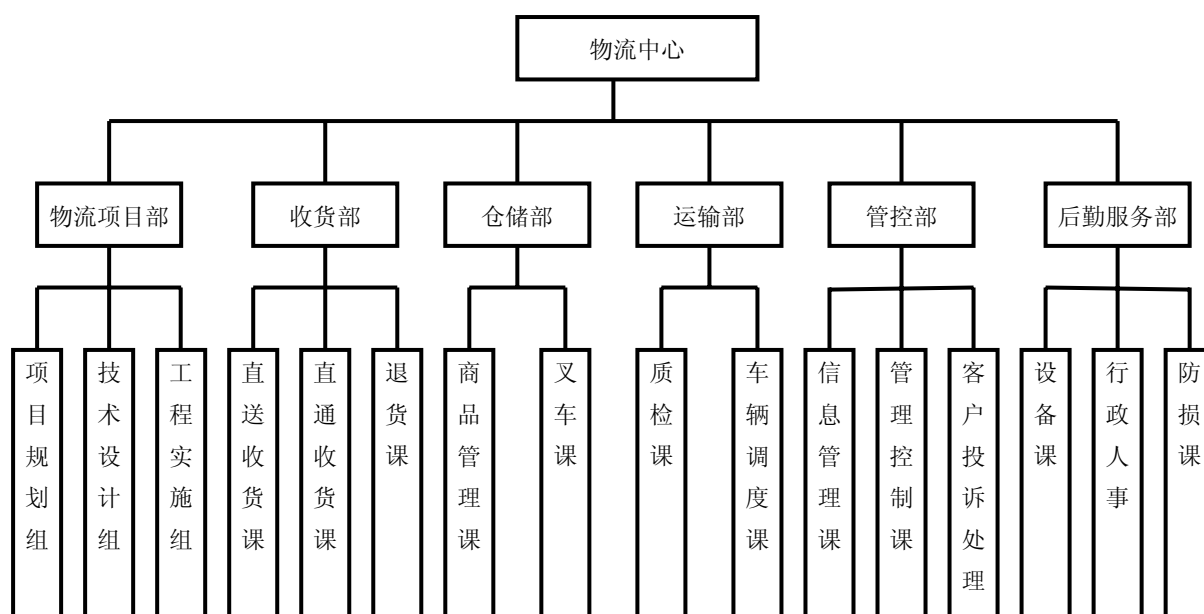 物流中心
物流项目部
收货部
仓储部
运输部
管控部
后勤服务部
项目规划组
技术设计组
工程实施组
直送收货课
直通收货课
退货课
商品管理课
叉车课
质检课
车辆调度课
信息管理课
管理控制课
客户投诉处理
设备课
行政人事
防损课